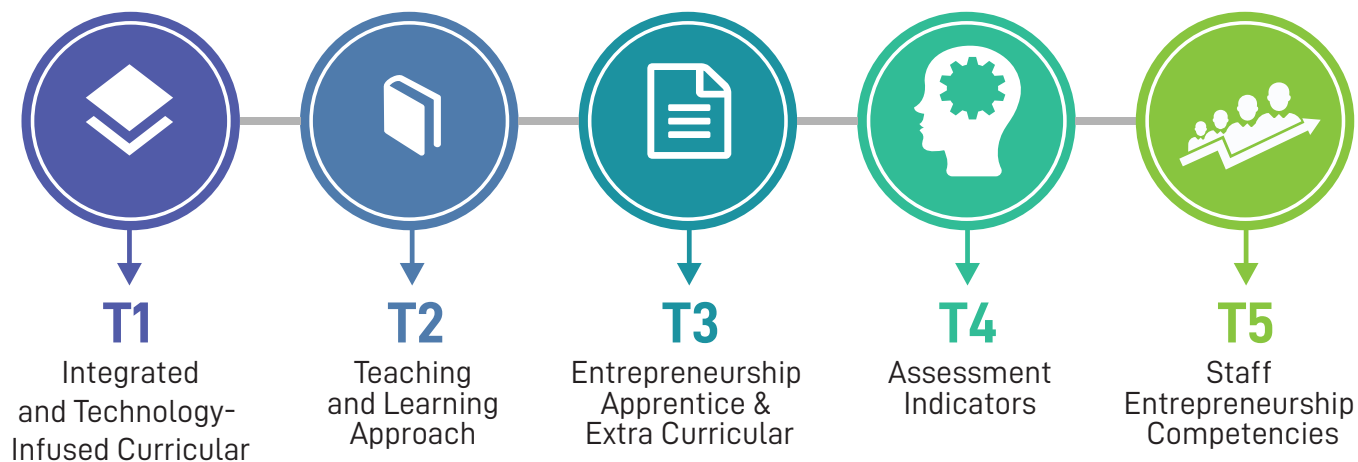 T1
Integrated
and Technology-
Infused Curricular
T2
Teaching
and Learning
Approach
T3
Entrepreneurship
Apprentice &
Extra Curricular
T4
Assessment
Indicators
T5
Staff
Entrepreneurship
Competencies